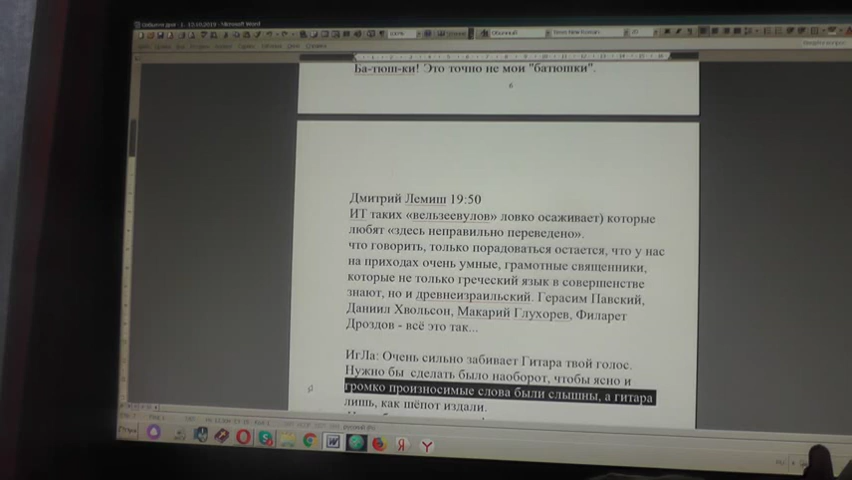 Ба-тюш-ки! Это точно не мои "батюшки".
6
Дмитрий Лемиш 19:50
ИТ таких «вельзеевулов» ловко осаживает) которые
любят «здесь неправильно переведено».
что говорить, только порадоваться остается, что у нас
на приходах очень умные, грамотные священники,
которые не только греческий язык в совершенстве
знают, но и древнеизраильский. Герасим Павский,
Даниил Хвольсон, Макарий Глухорев, Филарет
Дроздов - всё это так...
ИгЛа: Очень сильно забивает Гитара твой голос.
Нужно бы сделать было наоборот, чтобы ясно и
громко произносимые слова были слышны, а гитара
лишь, как шёпот издали.